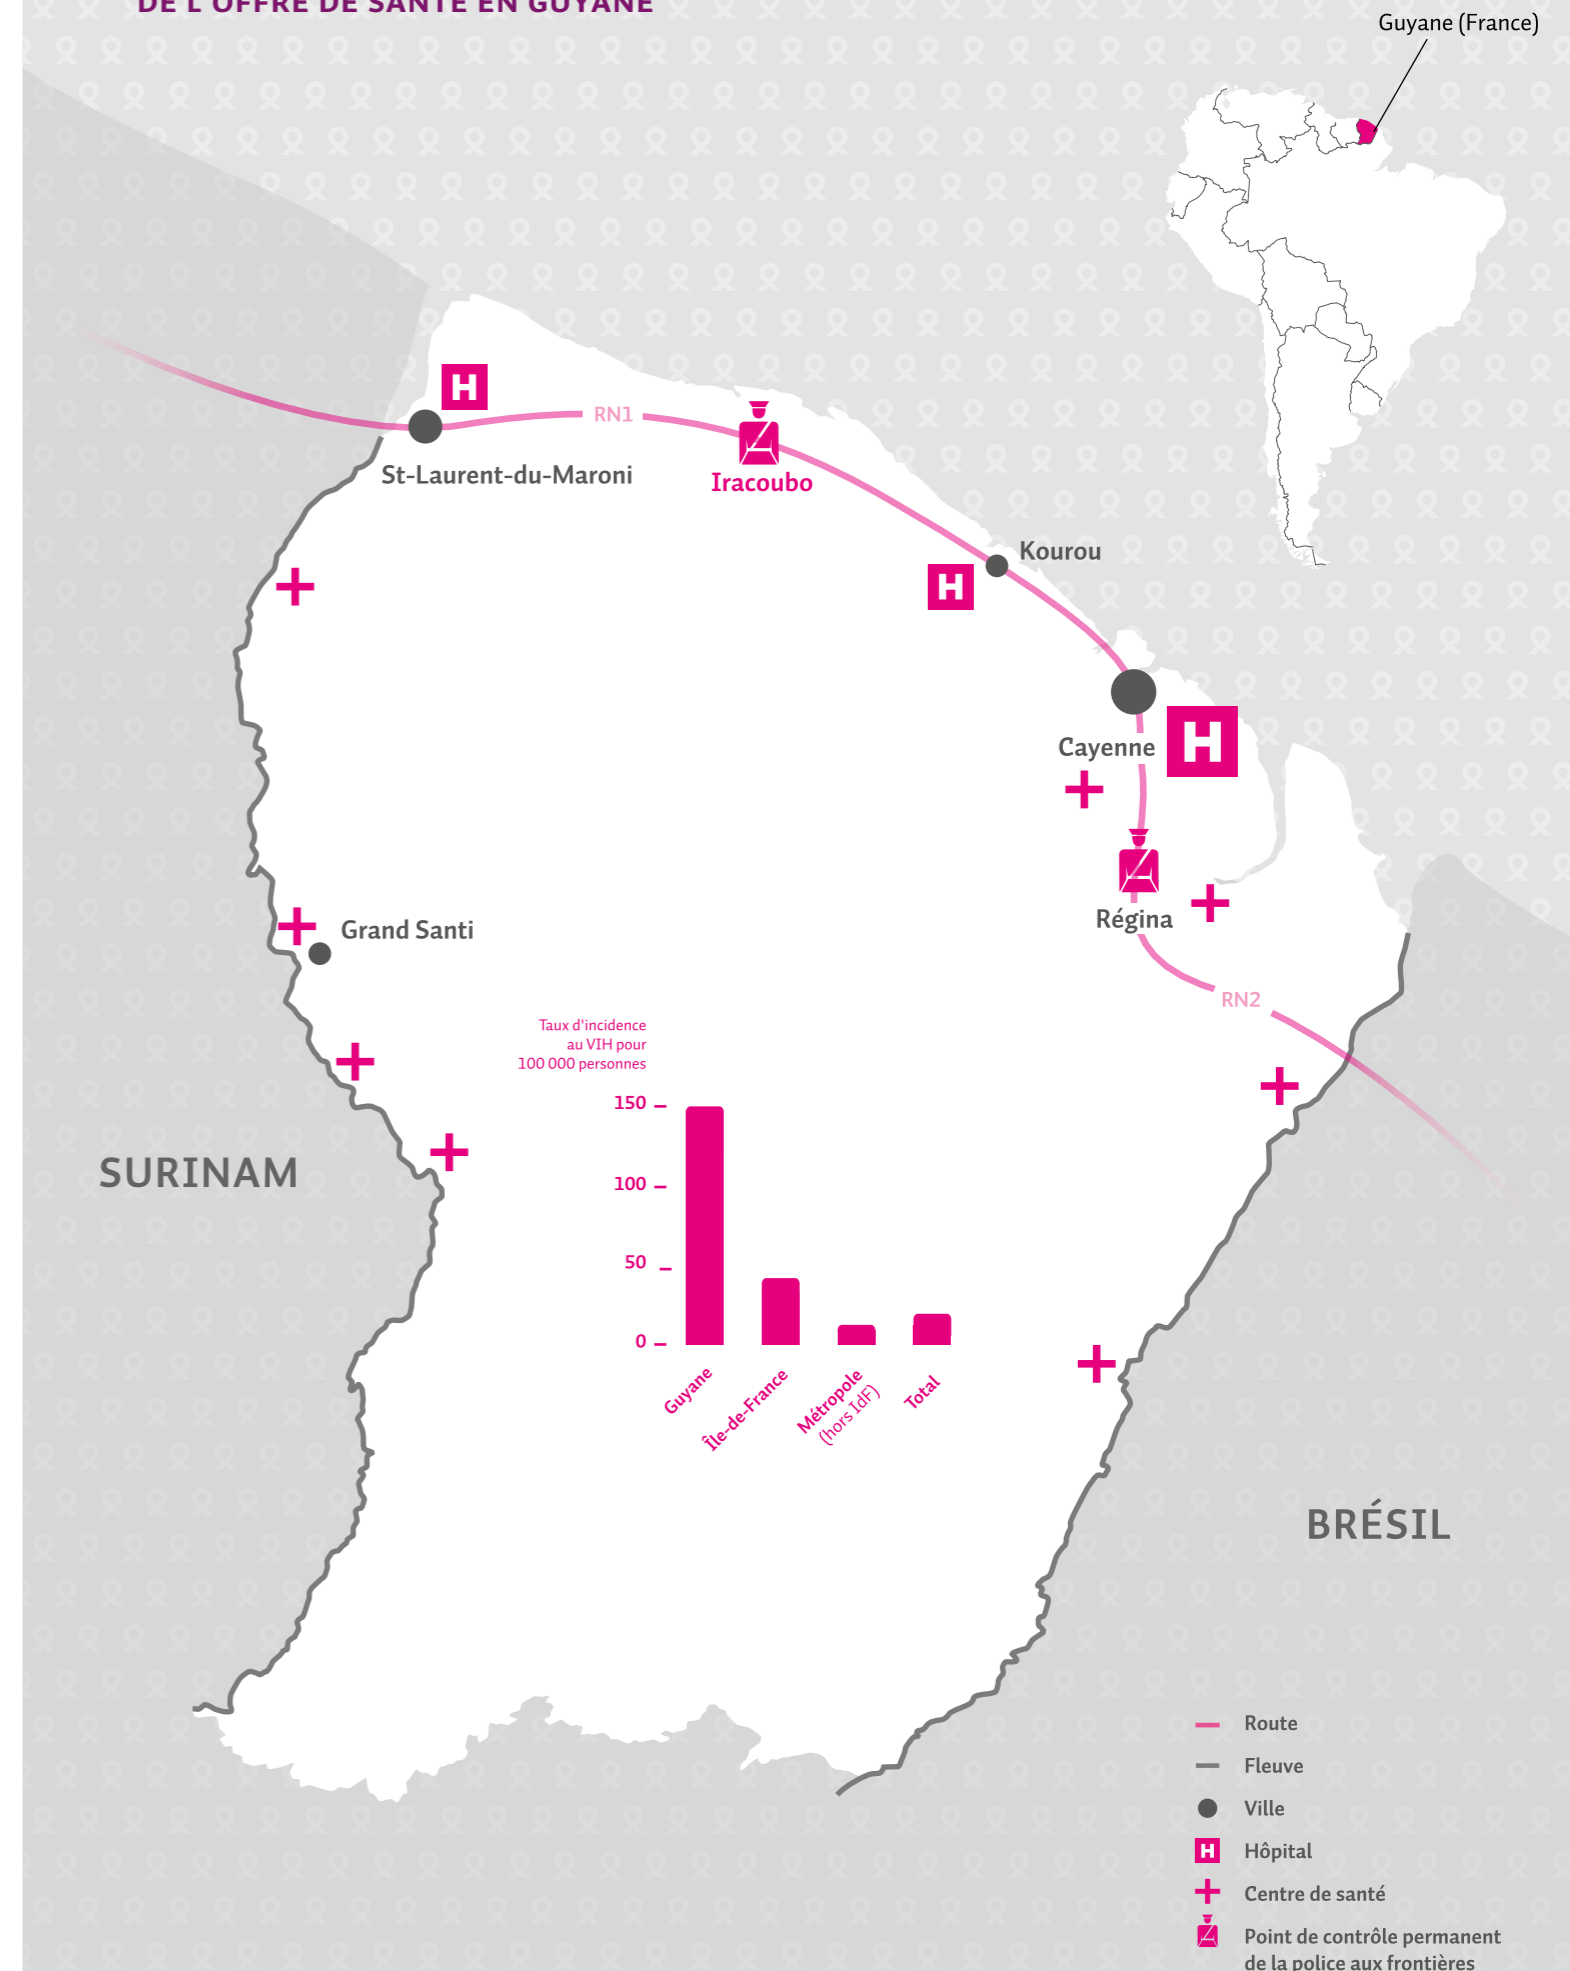 DE L'OFFRE DE SANTÉ EN GUYANE
Guyane (France)
H
RN1
St-Laurent-du-Maroni
Iracoubo
Kourou
H
Cayenne
H
Régina
Grand Santi
RN2
Taux d'incidence
au VIH pour
100 000 personnes
150
100
50
0
Guyane
Île-de-France
Métropole
(hors IdF)
Total
SURINAM
BRÉSIL
Route
Fleuve
Ville
H
Hôpital
Centre de santé
Point de contrôle permanent
de la police aux frontières